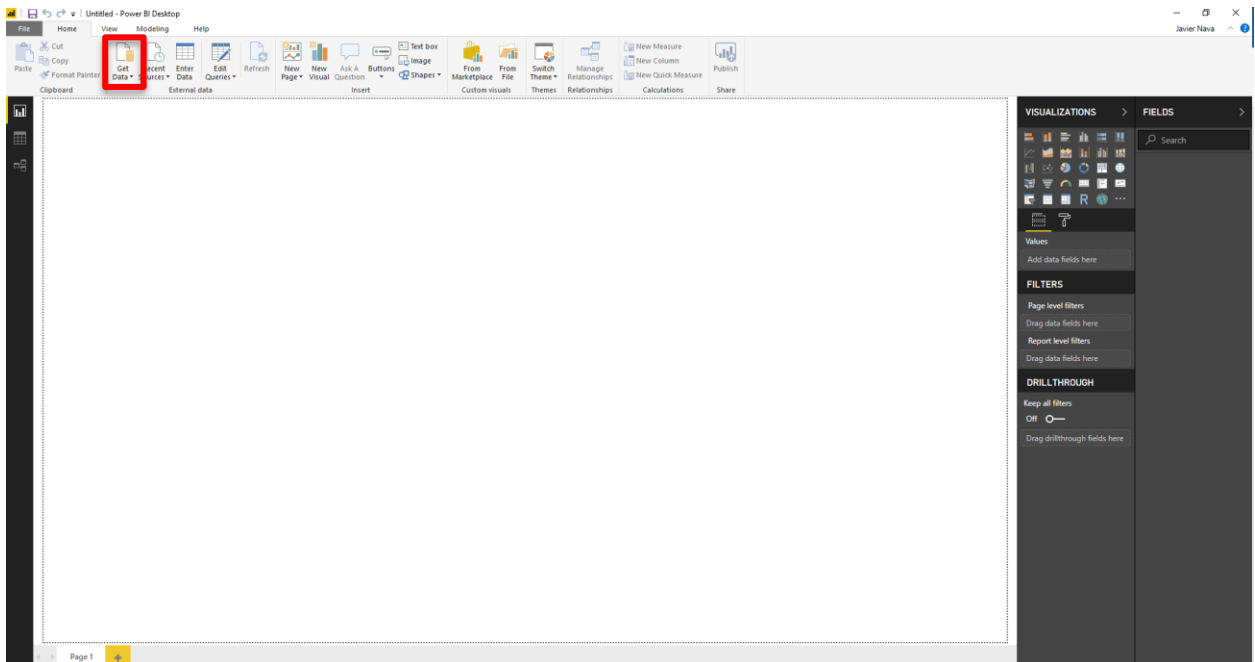 Untitled - Power BI Desktop
Javier Nava
File Home View Modeling Help
Paste
Cut
Copy
Format Painter
Clipboard
Get Data
Sources
Enter Data
Edit Queries
Refresh
External data
New Page
New Visual
Ask A Question
Buttons
Text box
Image
Shapes
Insert
From Marketplace
From File
Custom visuals
Switch Theme
Themes
Manage Relationships
Relationships
New Measure
New Column
New Quick Measure
Calculations
Publish
Share
VISUALIZATIONS
R
Values
Add data fields here
FILTERS
Page level filters
Drag data fields here
Report level filters
Drag data fields here
DRILLTHROUGH
Keep all filters
Off
Drag drillthrough fields here
FIELDS
Search
Page 1